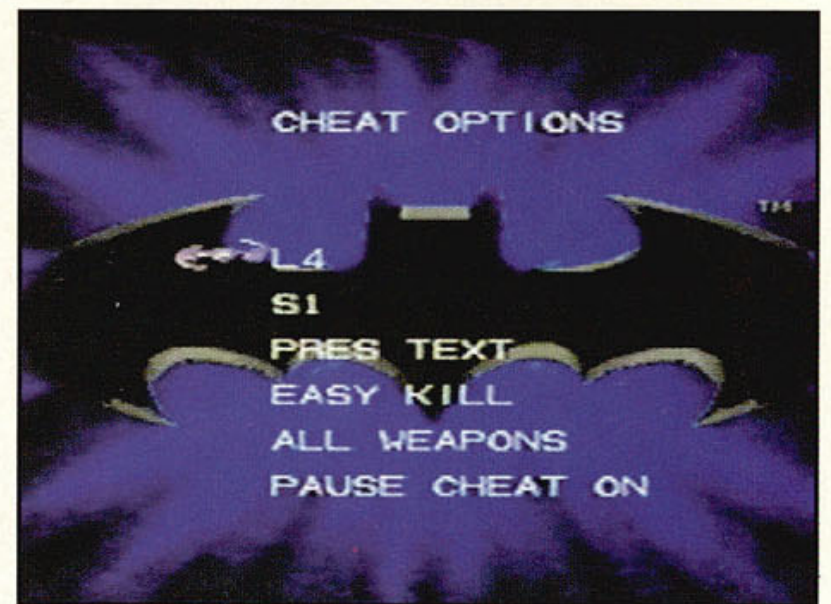 CHEAT OPTIONS
TM
L4
S1
PRES TEXT
EASY KILL
ALL WEAPONS
PAUSE CHEAT ON